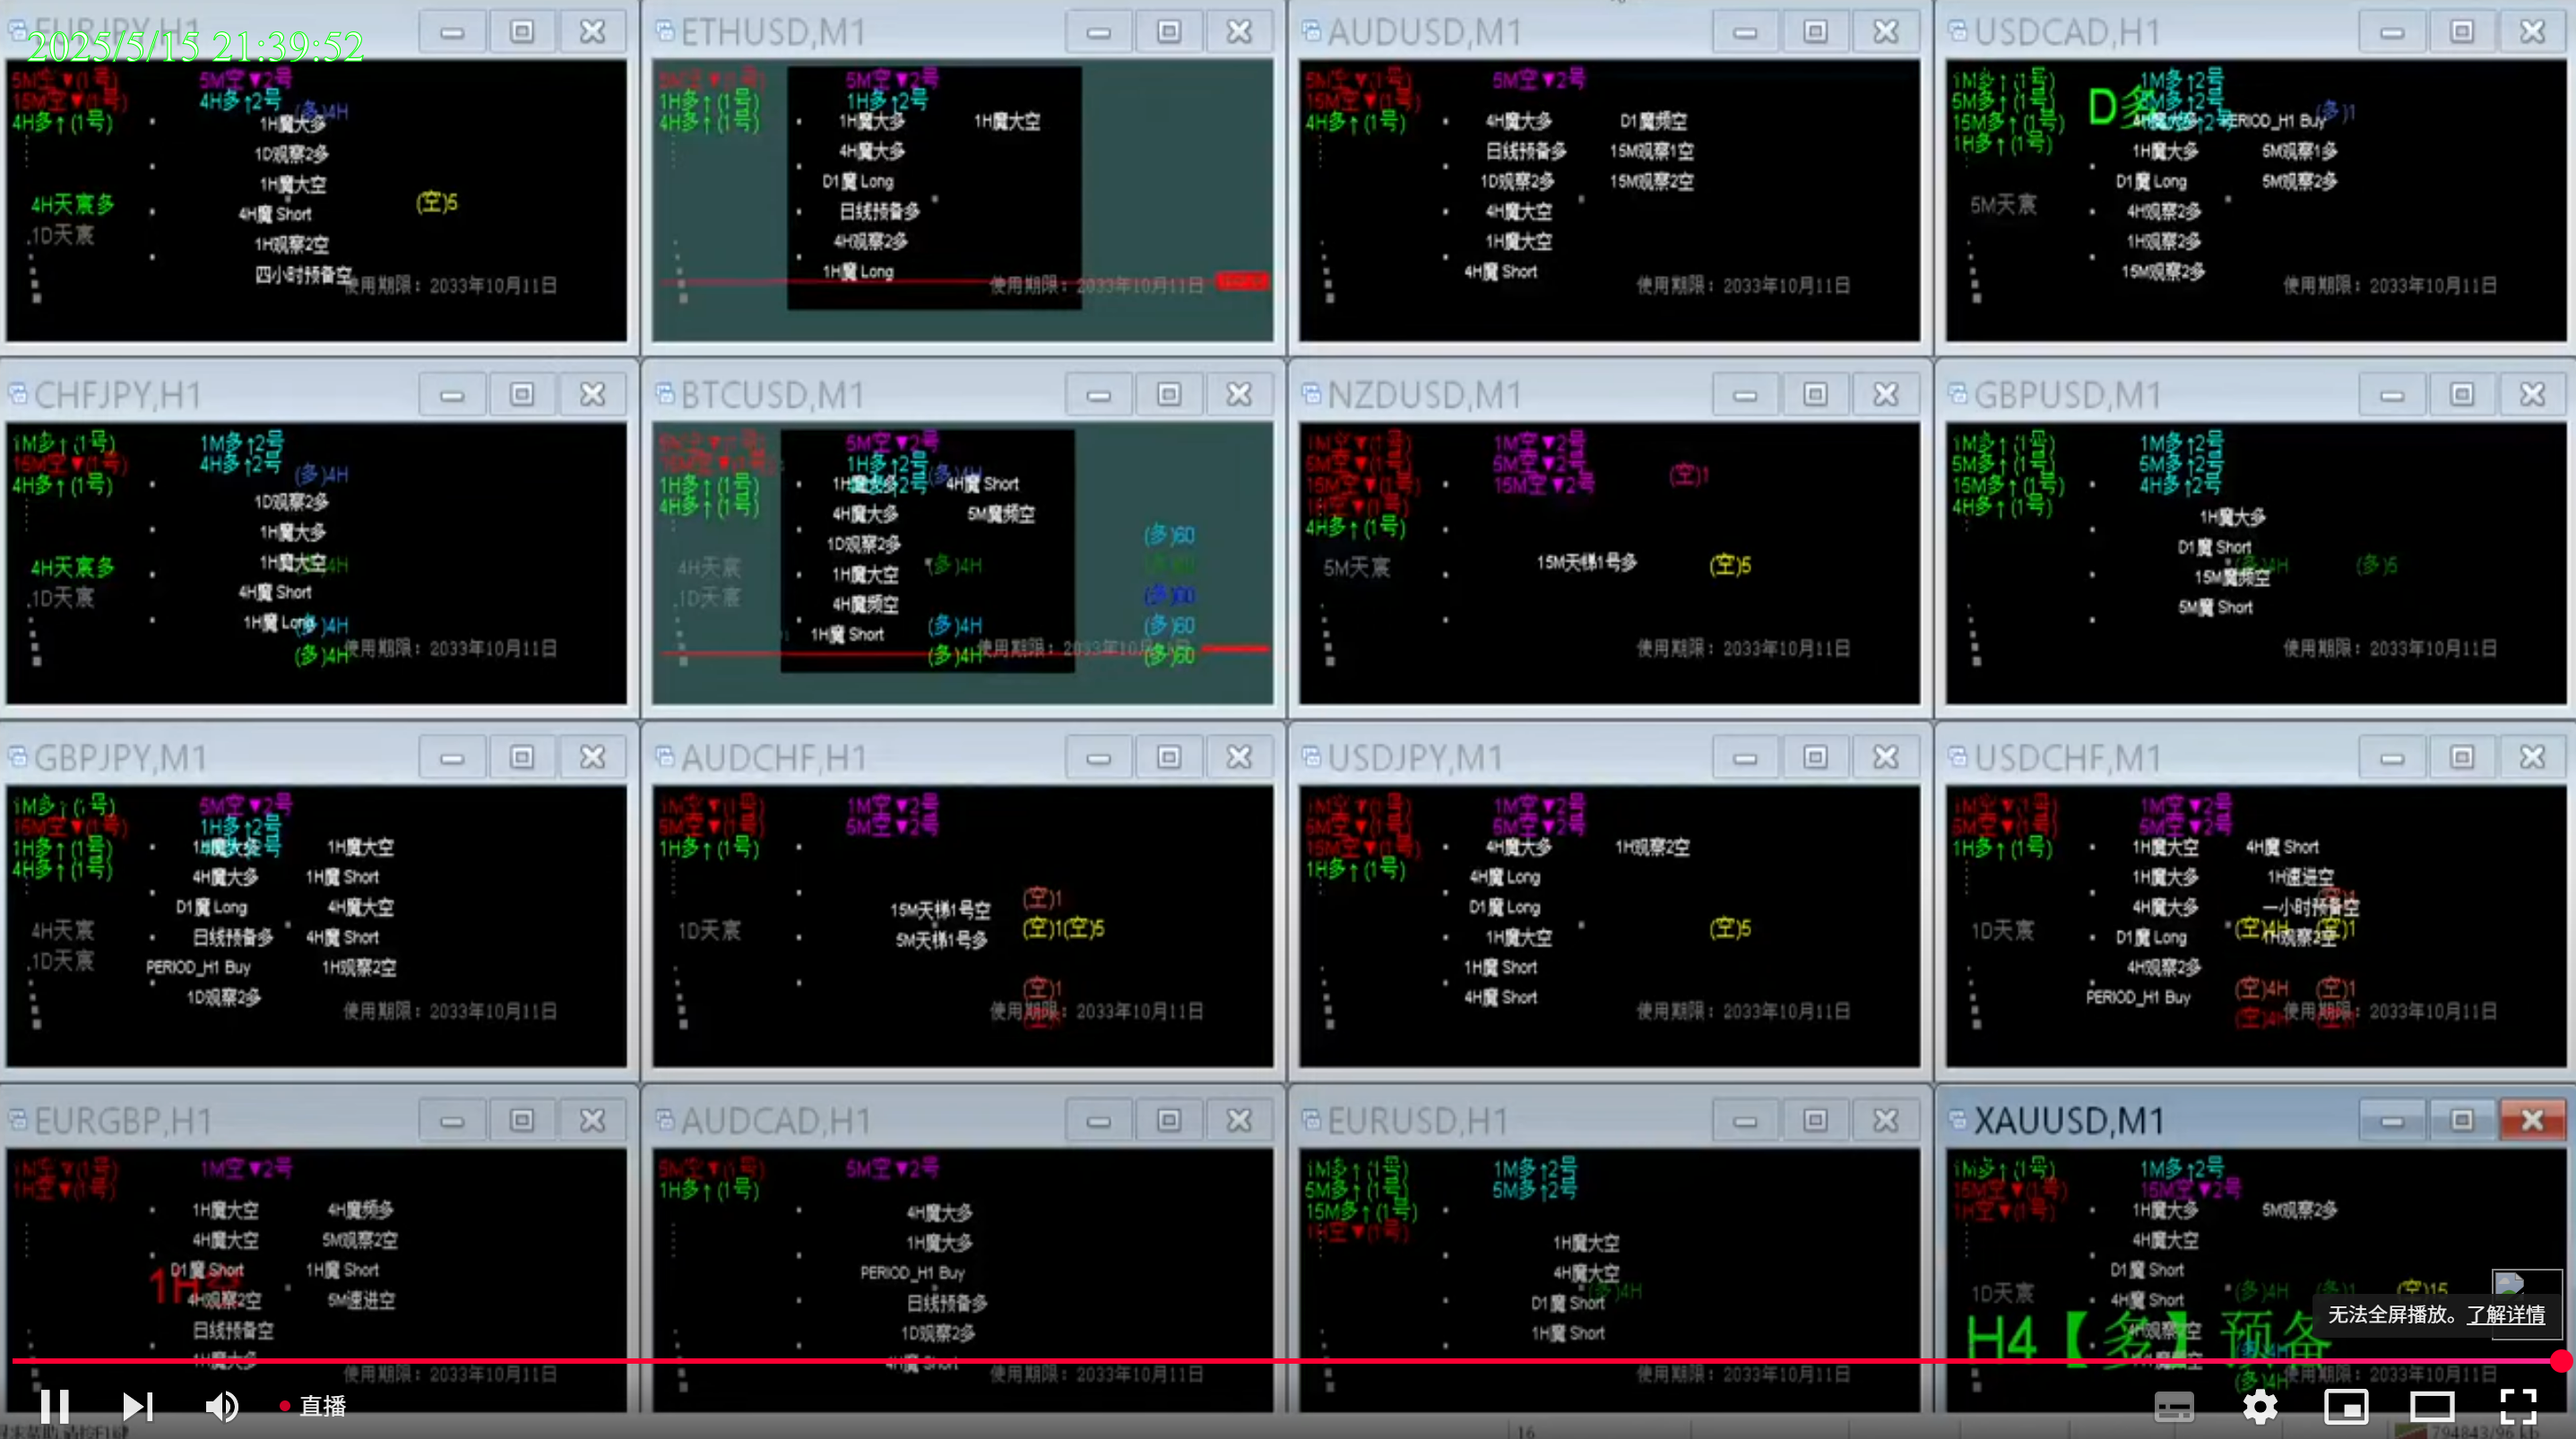 EURJPY,H1
2025/5/15 21:39:52
5M空▼(1号)
15M空▼(1号)
4H多↑(1号)
5M空▼2号
4H多↑2号
(多)4H
1H魔大多
1D观察2多
1H魔大空
4H魔 Short
1H观察2空
四小时预备空
4H天宸多
.1D天宸
(空)5
使用期限：2033年10月11日
ETHUSD,M1
5M空▼(1号)
1H多↑(1号)
4H多↑(1号)
5M空▼2号
1H多↑2号
1H魔大多 1H魔大空
4H魔大多
D1魔 Long
日线预备多
4H观察2多
1H魔 Long
使用期限：2033年10月11日
AUDUSD,M1
5M空▼(1号)
15M空▼(1号)
4H多↑(1号)
5M空▼2号
4H魔大多 D1魔频空
日线预备多 15M观察1空
1D观察2多 15M观察2空
4H魔大空
1H魔大空
4H魔 Short
使用期限：2033年10月11日
USDCAD,H1
1M多↑(1号)
5M多↑(1号)
15M多↑(1号)
1H多↑(1号)
D多
1M多↑2号
(多)1
4H魔大多 PERIOD_H1 Buy
1H魔大多 5M观察1多
D1魔 Long 5M观察2多
4H观察2多
1H观察2多
15M观察2多
5M天宸
使用期限：2033年10月11日
CHFJPY,H1
1M多↑(1号)
15M空▼(1号)
4H多↑(1号)
1M多↑2号
4H多↑2号
(多)4H
1D观察2多
1H魔大多
1H魔大空
4H魔 Short
1H魔 Long
(多)4H
(多)4H
4H天宸多
.1D天宸
使用期限：2033年10月11日
BTCUSD,M1
5M空▼(1号)
15M空▼(1号)
1H多↑(1号)
4H多↑(1号)
5M空▼2号
1H多↑2号
(多)4H
1H魔大多 4H魔 Short
4H魔大多 5M魔频空
1D观察2多
1H魔大空
4H魔频空
1H魔 Short
4H天宸
.1D天宸
(多)4H
(多)4H
(多)4H
(多)60
(多)60
(多)60
(多)60
使用期限：2033年10月11日
NZDUSD,M1
1M空▼(1号)
5M空▼(1号)
15M空▼(1号)
1H空▼(1号)
4H多↑(1号)
1M空▼2号
5M空▼2号
15M空▼2号
(空)1
5M天宸
15M天梯1号多
(空)5
使用期限：2033年10月11日
GBPUSD,M1
1M多↑(1号)
5M多↑(1号)
15M多↑(1号)
4H多↑(1号)
1M多↑2号
5M多↑2号
4H多↑2号
1H魔大多
D1魔 Short
15M魔频空
5M魔 Short
(多)4H
(多)5
使用期限：2033年10月11日
GBPJPY,M1
1M多↑(1号)
15M空▼(1号)
1H多↑(1号)
4H多↑(1号)
5M空▼2号
1H多↑2号
1H魔大多 1H魔大空
4H魔大多 1H魔 Short
D1魔 Long 4H魔大空
日线预备多 4H魔 Short
PERIOD_H1 Buy 1H观察2空
1D观察2多
4H天宸
.1D天宸
使用期限：2033年10月11日
AUDCHF,H1
1M空▼(1号)
5M空▼(1号)
1H多↑(1号)
1M空▼2号
5M空▼2号
15M天梯1号空
5M天梯1号多
(空)1
(空)1(空)5
(空)1
1D天宸
使用期限：2033年10月11日
USDJPY,M1
1M空▼(1号)
5M空▼(1号)
15M空▼(1号)
1H多↑(1号)
1M空▼2号
5M空▼2号
4H魔大多 1H观察2空
4H魔 Long
D1魔 Long
1H魔大空
1H魔 Short
4H魔 Short
(空)5
使用期限：2033年10月11日
USDCHF,M1
1M空▼(1号)
5M空▼(1号)
1H多↑(1号)
1M空▼2号
5M空▼2号
1H魔大空 4H魔 Short
1H魔大多 1H速进空
4H魔大多 一小时预备空
D1魔 Long 1H观察2空
4H观察2多
PERIOD_H1 Buy
1D天宸
(空)4H (空)1
(空)4H (空)1
(空)4H
使用期限：2033年10月11日
EURGBP,H1
1M空▼(1号)
1H空▼(1号)
1M空▼2号
1H魔大空 4H魔频多
4H魔大空 5M观察2空
D1魔 Short 1H魔 Short
4H观察2空 5M速进空
日线预备空
1H魔大多
1H空
使用期限：2033年10月11日
AUDCAD,H1
5M空▼(1号)
1H多↑(1号)
5M空▼2号
4H魔大多
1H魔大多
PERIOD_H1 Buy
日线预备多
1D观察2多
4H魔 Short
使用期限：2033年10月11日
EURUSD,H1
1M多↑(1号)
5M多↑(1号)
15M多↑(1号)
1H空▼(1号)
1M多↑2号
5M多↑2号
1H魔大空
4H魔大空
D1魔 Short
1H魔 Short
(多)4H
使用期限：2033年10月11日
XAUUSD,M1
1M多↑(1号)
15M空▼(1号)
1H空▼(1号)
1M多↑2号
15M空▼2号
1H魔大多 5M观察2多
4H魔大空
D1魔 Short
4H魔 Short
4H观察2空
1D天宸
(多)4H (多)1 (空)15
H4【多】预备
(多)4H
使用期限：2033年10月11日
无法全屏播放。了解详情
直播
16
794843/96 kb